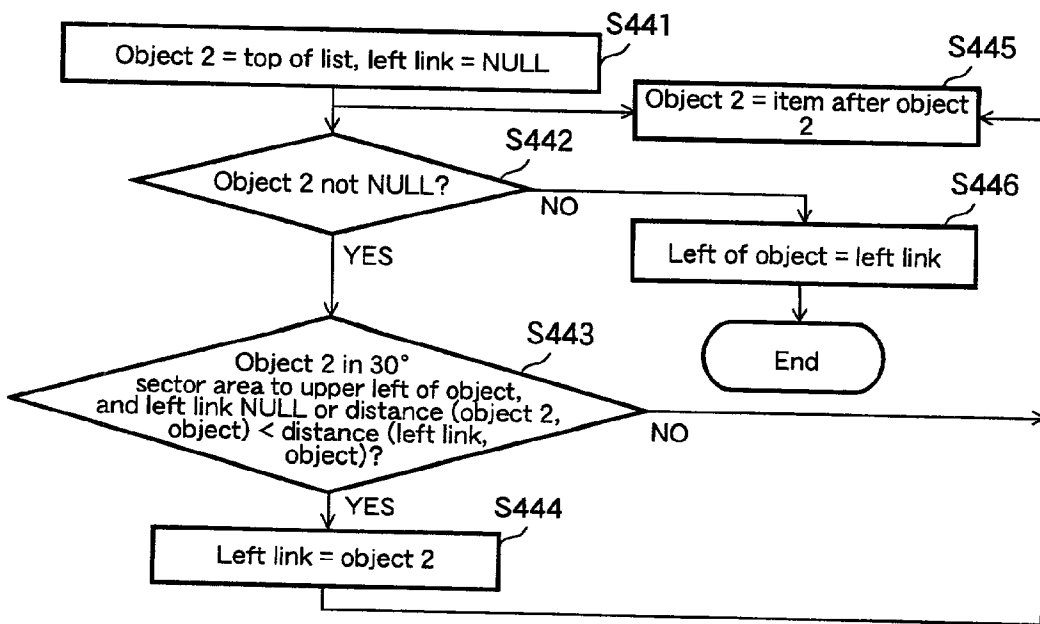 S441
Object 2 = top of list, left link = NULL
S445
Object 2 = item after object
2
S442
Object 2 not NULL?
NO
YES
S446
Left of object = left link
End
S443
Object 2 in 30°
sector area to upper left of object,
and left link NULL or distance (object 2,
object) < distance (left link,
object)?
NO
YES
S444
Left link = object 2